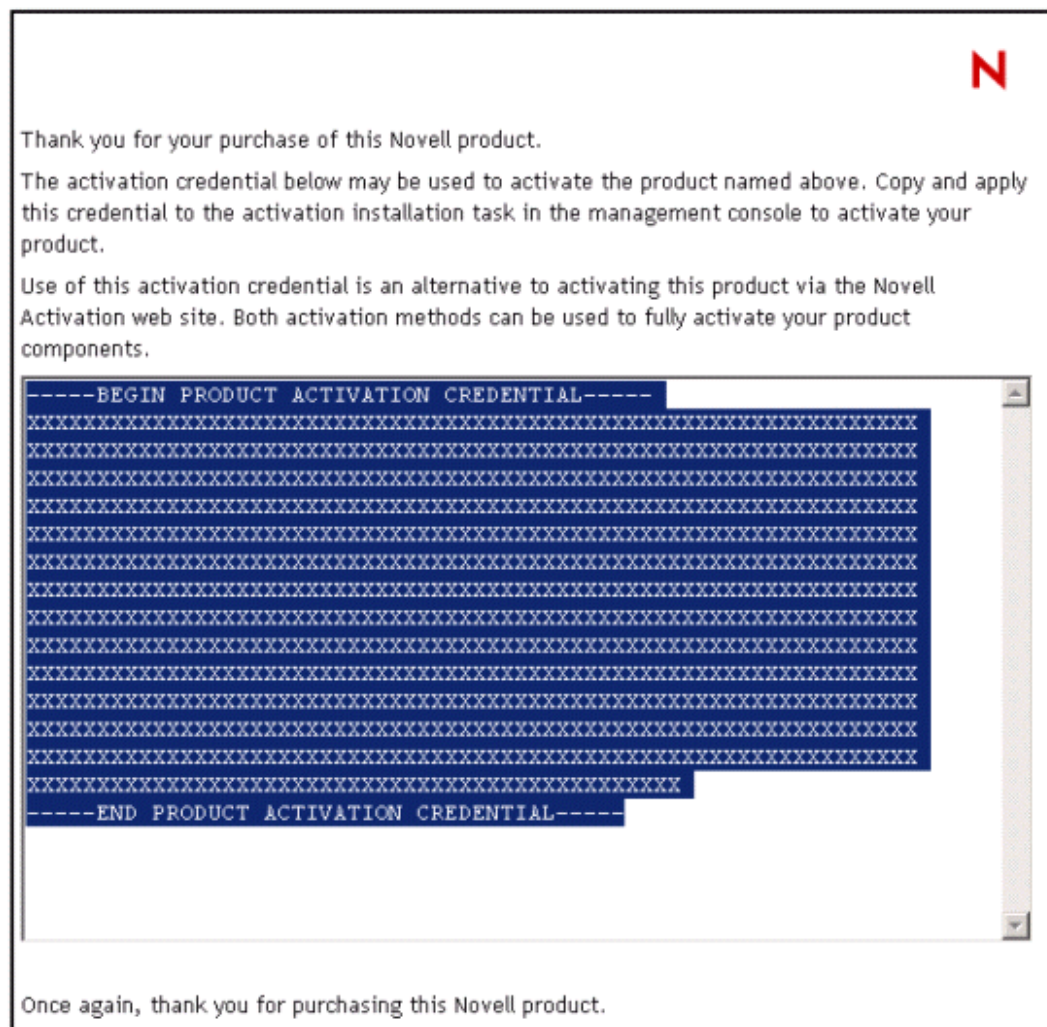 N
Thank you for your purchase of this Novell product.
The activation credential below may be used to activate the product named above. Copy and apply
this credential to the activation installation task in the management console to activate your
product.
Use of this activation credential is an alternative to activating this product via the Novell
Activation web site. Both activation methods can be used to fully activate your product
components.
-----BEGIN PRODUCT ACTIVATION CREDENTIAL-----
XXXXXXXXXXXXXXXXXXXXXXXXXXXXXXXXXXXXXXXXXXXXXXXXXXXXXXXXXXXXXXXX
XXXXXXXXXXXXXXXXXXXXXXXXXXXXXXXXXXXXXXXXXXXXXXXXXXXXXXXXXXXXXXXX
XXXXXXXXXXXXXXXXXXXXXXXXXXXXXXXXXXXXXXXXXXXXXXXXXXXXXXXXXXXXXXXX
XXXXXXXXXXXXXXXXXXXXXXXXXXXXXXXXXXXXXXXXXXXXXXXXXXXXXXXXXXXXXXXX
XXXXXXXXXXXXXXXXXXXXXXXXXXXXXXXXXXXXXXXXXXXXXXXXXXXXXXXXXXXXXXXX
XXXXXXXXXXXXXXXXXXXXXXXXXXXXXXXXXXXXXXXXXXXXXXXXXXXXXXXXXXXXXXXX
XXXXXXXXXXXXXXXXXXXXXXXXXXXXXXXXXXXXXXXXXXXXXXXXXXXXXXXXXXXXXXXX
XXXXXXXXXXXXXXXXXXXXXXXXXXXXXXXXXXXXXXXXXXXXXXXXXXXXXXXXXXXXXXXX
XXXXXXXXXXXXXXXXXXXXXXXXXXXXXXXXXXXXXXXXXXXXXXXXXXXXXXXXXXXXXXXX
XXXXXXXXXXXXXXXXXXXXXXXXXXXXXXXXXXXXXXXXXXXXXXXXXXXXXXXXXXXXXXXX
XXXXXXXXXXXXXXXXXXXXXXXXXXXXXXXXXXXXXXXXXXXXXXXXXXXXXXXXXXXXXXXX
XXXXXXXXXXXXXXXXXXXXXXXXXXXXXXXXXXXXXXXXXXXXXXXXXXXXXXXXXXXXXXXX
XXXXXXXXXXXXXXXXXXXXXXXXXXXXXXXXXXXXXXXXXXXXXXXXXXXXXXXXXXXXXXXX
XXXXXXXXXXXXXXXXXXXXXXXXXXXXXXXXXXXXXXXXXXXXXXX
-----END PRODUCT ACTIVATION CREDENTIAL-----
Once again, thank you for purchasing this Novell product.